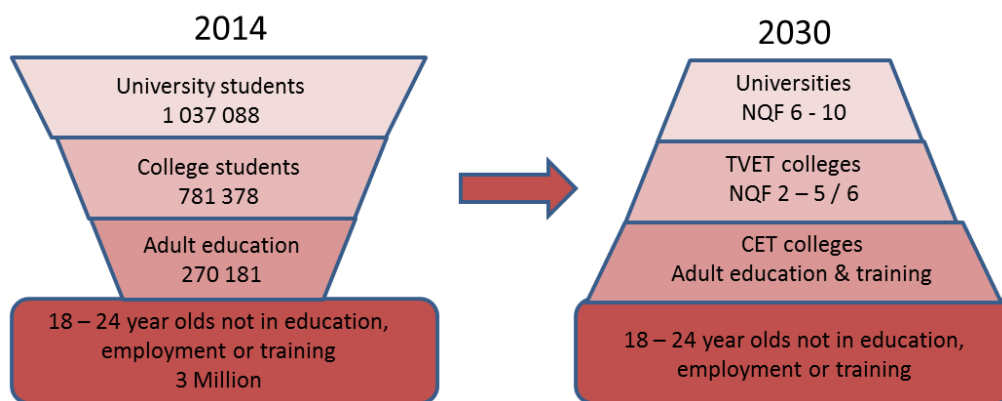 2014
University students
1 037 088
College students
781 378
Adult education
270 181
18 – 24 year olds not in education,
employment or training
3 Million
2030
Universities
NQF 6 - 10
TVET colleges
NQF 2 – 5 / 6
CET colleges
Adult education & training
18 – 24 year olds not in education,
employment or training